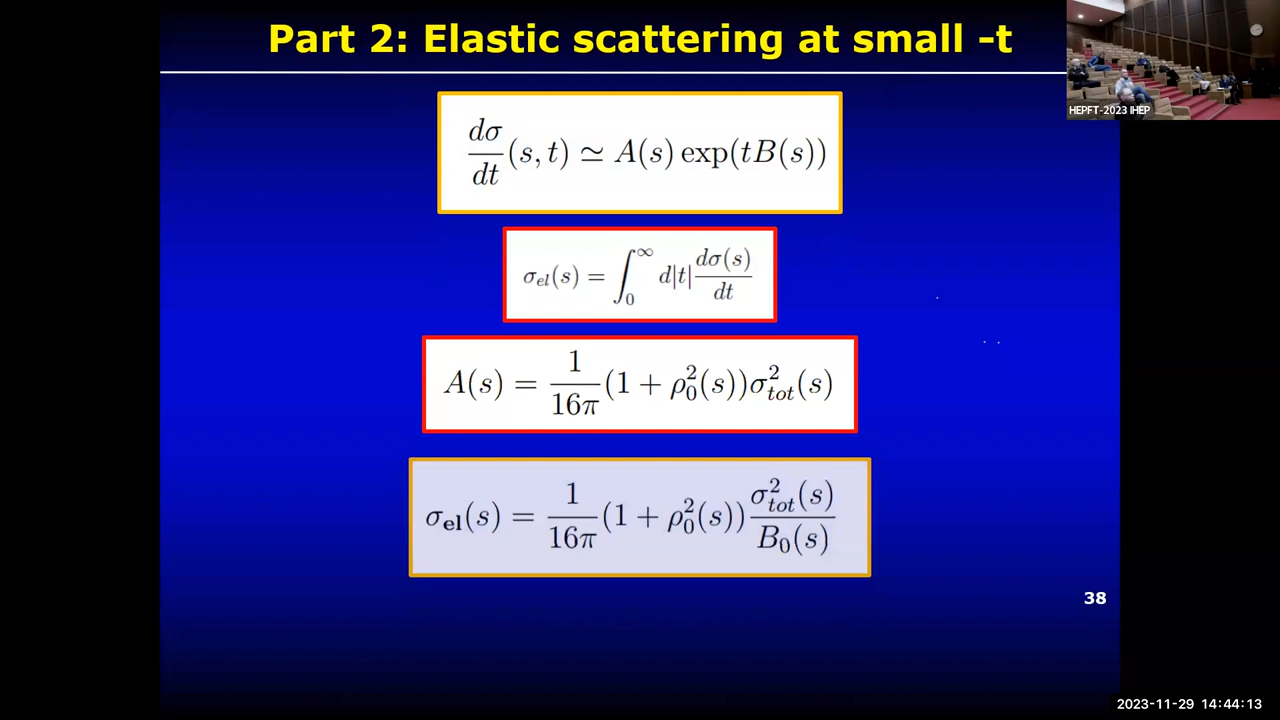 Part 2: Elastic scattering at small -t
HEPFT-2023 IHEP
dσ/dt (s, t) ≃ A(s) exp(tB(s))
σ_el(s) = ∫_0^∞ d|t| dσ(s)/dt
A(s) = 1/16π (1 + ρ_0^2(s))σ_tot^2(s)
σ_el(s) = 1/16π (1 + ρ_0^2(s)) σ_tot^2(s)/B_0(s)
38
2023-11-29 14:44:13